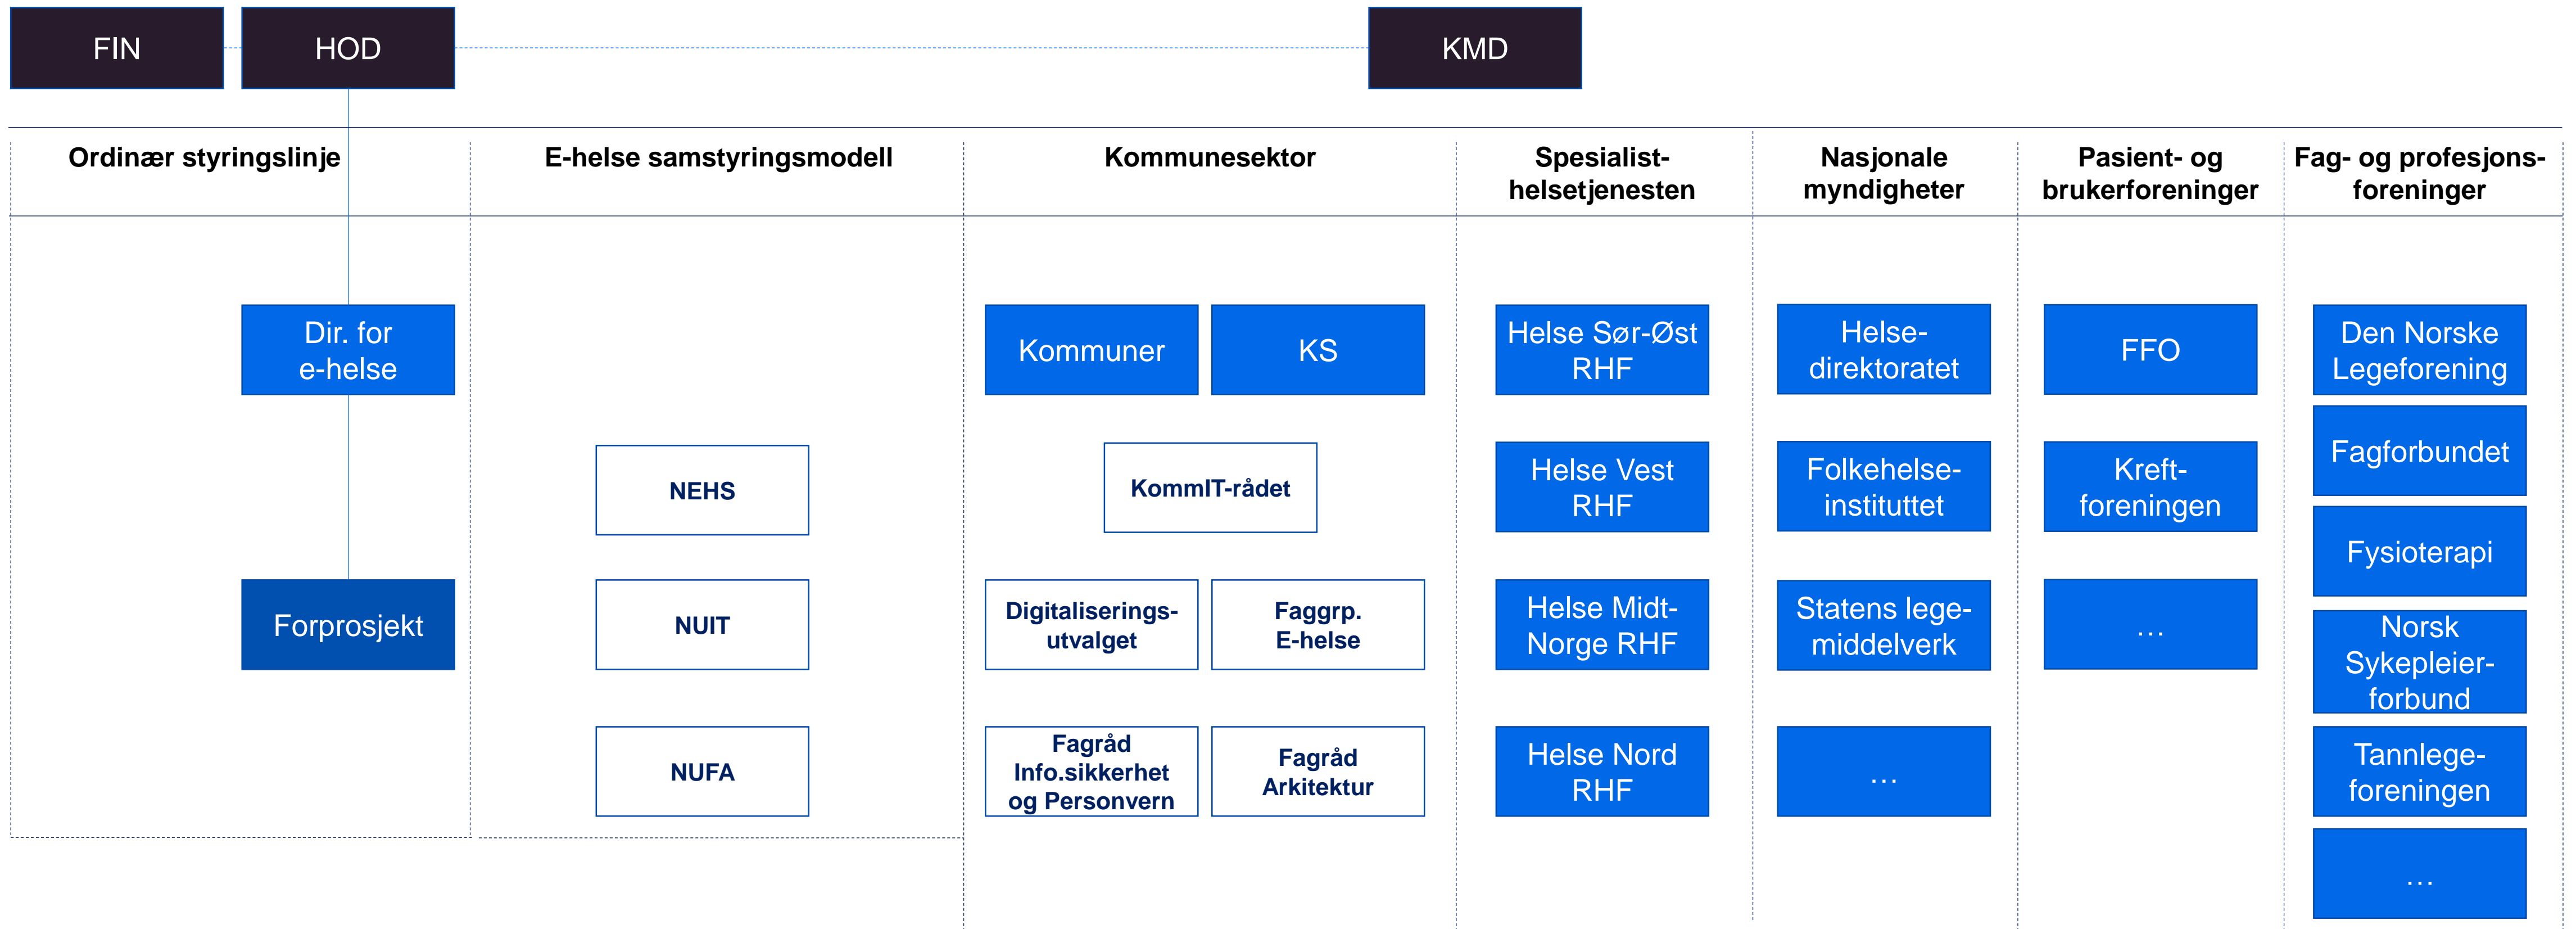 FIN
HOD
KMD
Ordinær styringslinje
E-helse samstyringsmodell
Kommunesektor
Spesialist-
helsetjenesten
Nasjonale
myndigheter
Pasient- og
brukerforeninger
Fag- og profesjons-
foreninger
Dir. for
e-helse
Forprosjekt
NEHS
NUIT
NUFA
Kommuner
KS
KommIT-rådet
Digitaliserings-
utvalget
Faggrp.
E-helse
Fagråd
Info.sikkerhet
og Personvern
Fagråd
Arkitektur
Helse Sør-Øst
RHF
Helse Vest
RHF
Helse Midt-
Norge RHF
Helse Nord
RHF
Helse-
direktoratet
Folkehelse-
instituttet
Statens lege-
middelverk
…
FFO
Kreft-
foreningen
…
Den Norske
Legeforening
Fagforbundet
Fysioterapi
Norsk
Sykepleier-
forbund
Tannlege-
foreningen
…